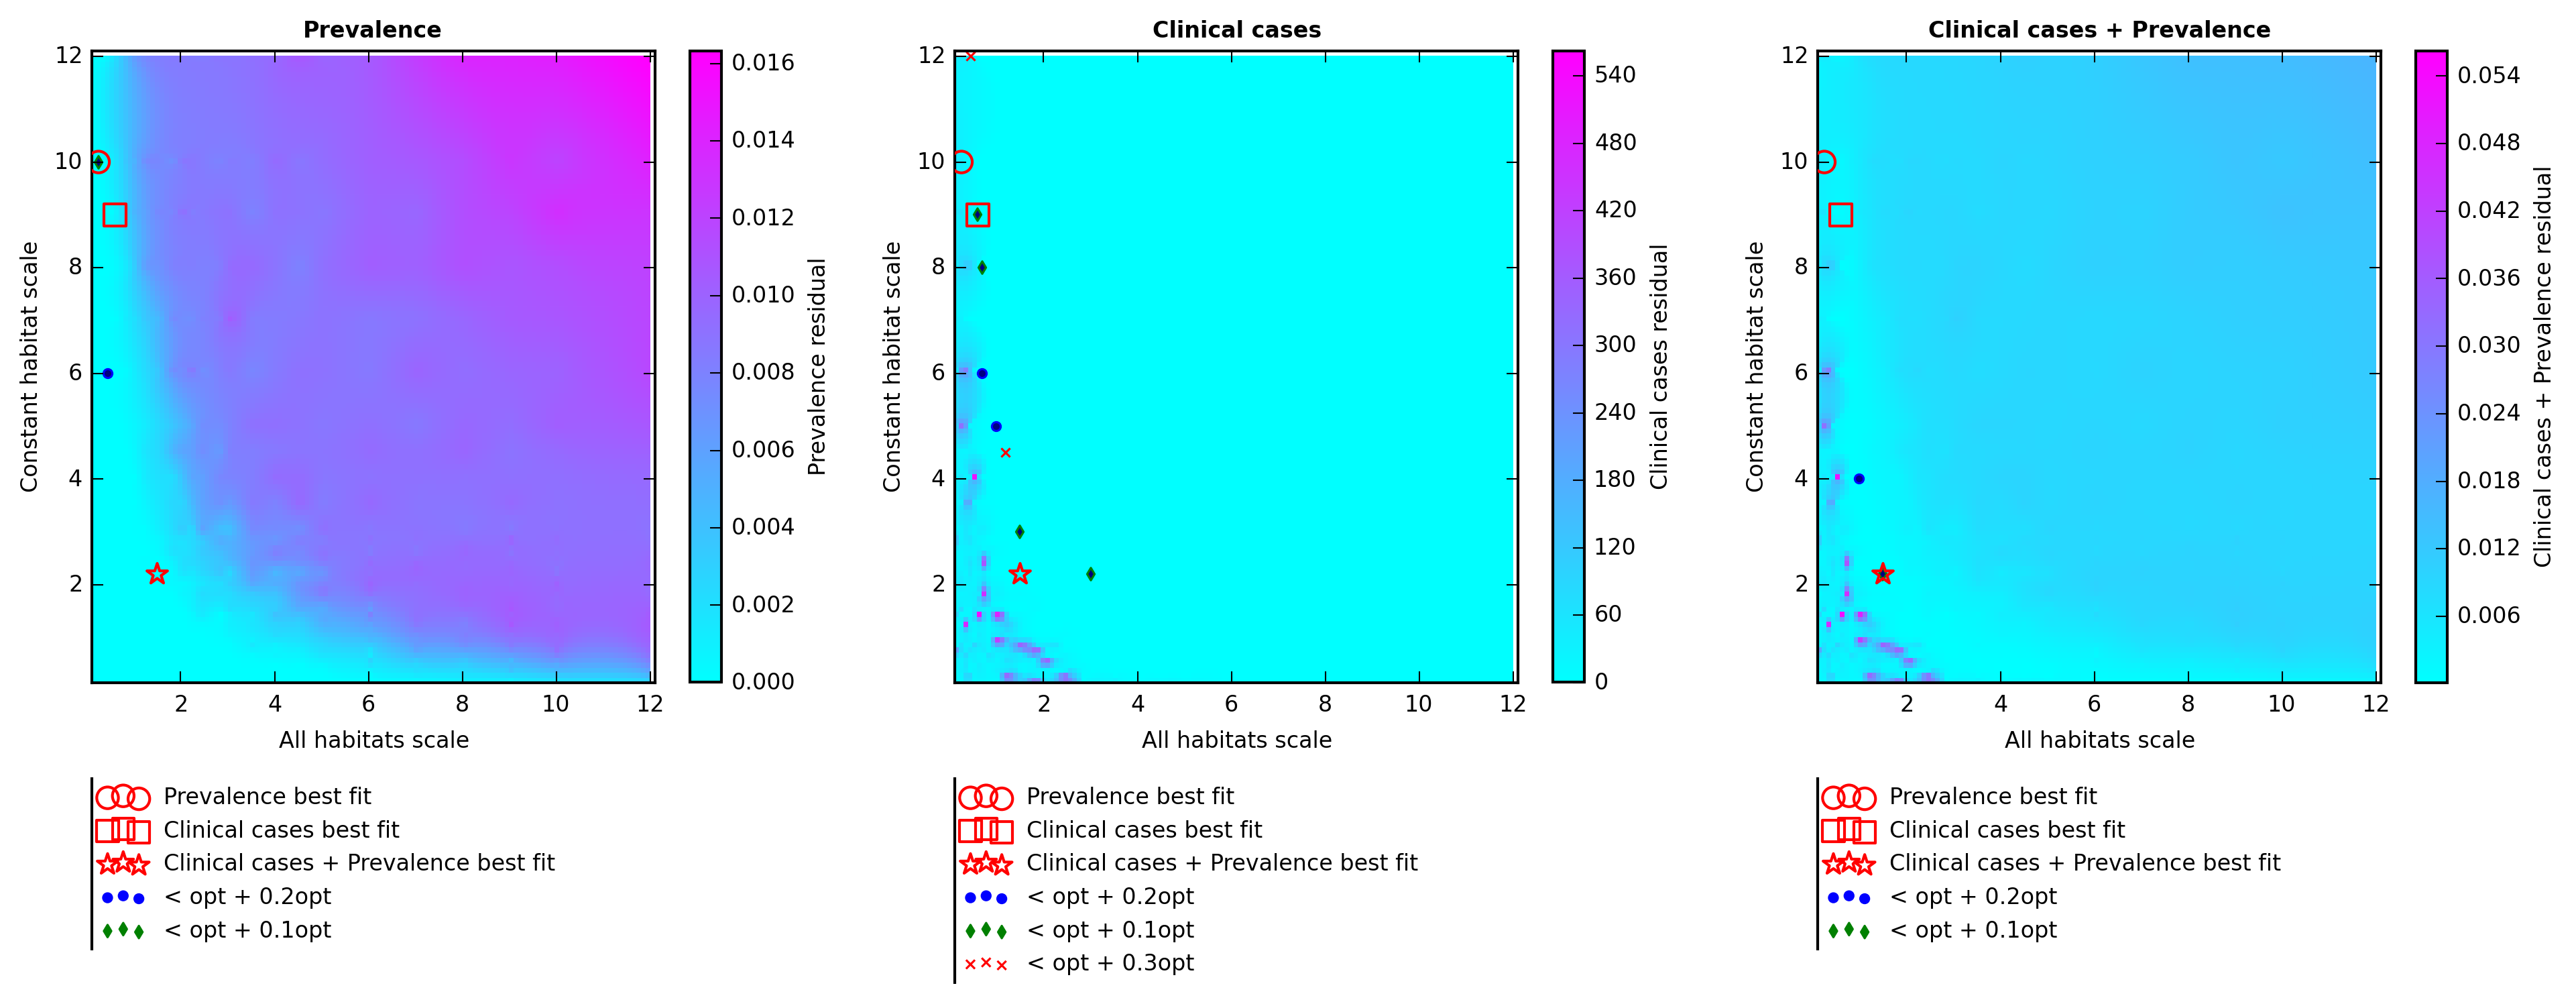 Prevalence
12
10
8
6
4
2
2 4 6 8 10 12
Constant habitat scale
All habitats scale
0.016
0.014
0.012
0.010
0.008
0.006
0.004
0.002
0.000
Prevalence residual
Prevalence best fit
Clinical cases best fit
Clinical cases + Prevalence best fit
< opt + 0.2opt
< opt + 0.1opt
Clinical cases
12
10
8
6
4
2
2 4 6 8 10 12
Constant habitat scale
All habitats scale
540
480
420
360
300
240
180
120
60
0
Clinical cases residual
Prevalence best fit
Clinical cases best fit
Clinical cases + Prevalence best fit
< opt + 0.2opt
< opt + 0.1opt
< opt + 0.3opt
Clinical cases + Prevalence
12
10
8
6
4
2
2 4 6 8 10 12
Constant habitat scale
All habitats scale
0.054
0.048
0.042
0.036
0.030
0.024
0.018
0.012
0.006
Clinical cases + Prevalence residual
Prevalence best fit
Clinical cases best fit
Clinical cases + Prevalence best fit
< opt + 0.2opt
< opt + 0.1opt